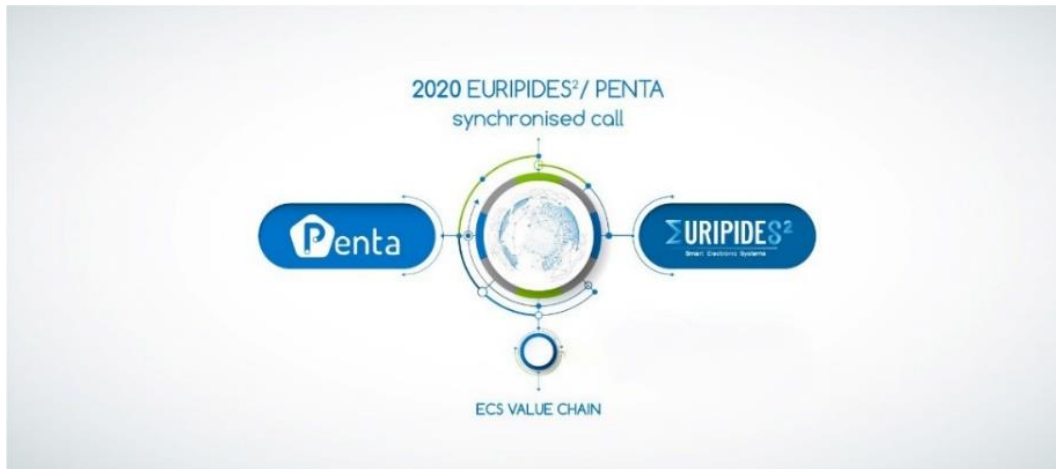 2020 EURIPIDES²/ PENTA
synchronised call
Penta
ΣURIPIDES²
Smart Electronic Systems
ECS VALUE CHAIN